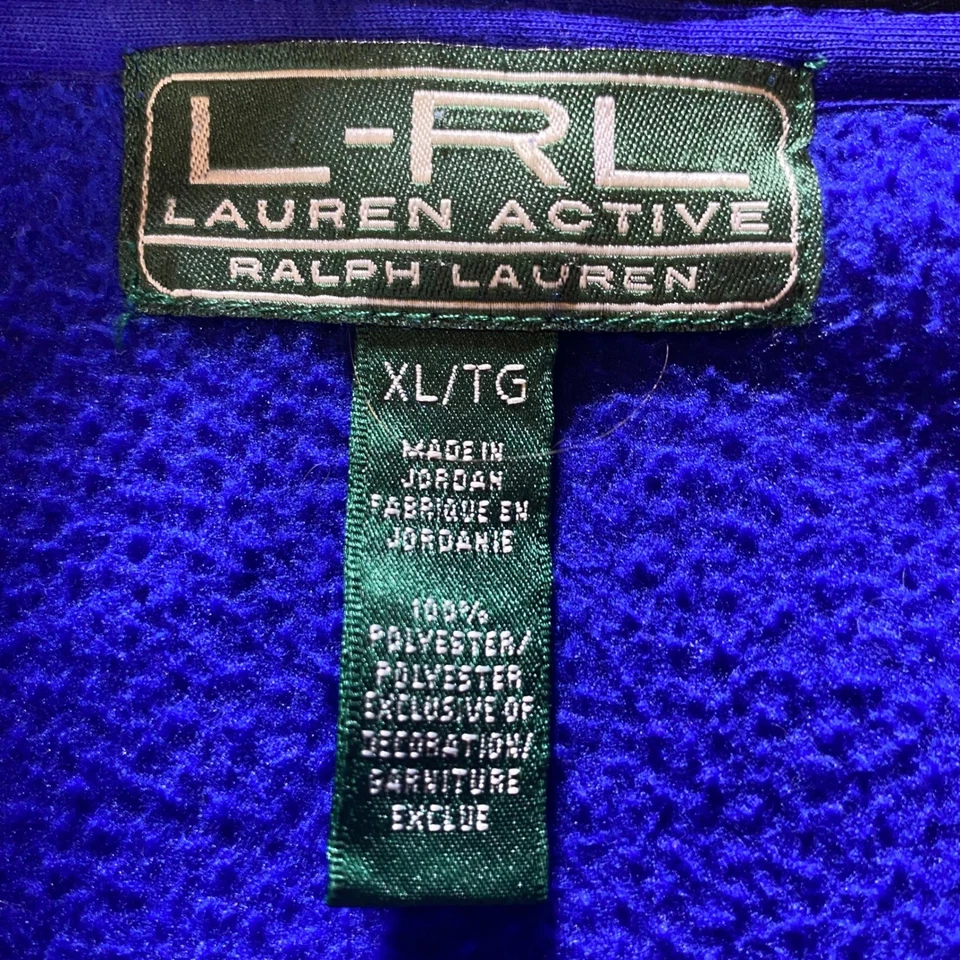 L-RL
LAUREN ACTIVE
RALPH LAUREN
XL/TG
MADE IN
JORDAN
FABRIQUE EN
JORDANIE
100%
POLYESTER/
POLYESTER
EXCLUSIVE OF
DECORATION/
GARNITURE
EXCLUE